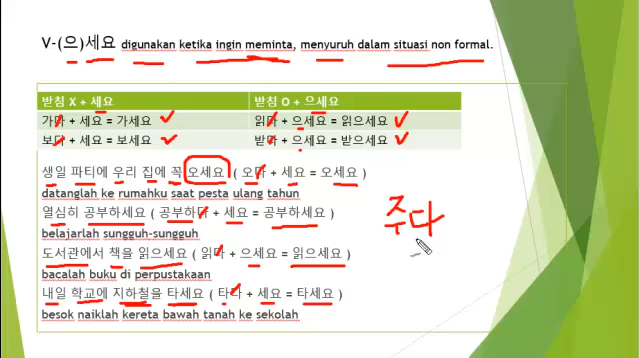 V-(으)세요 digunakan ketika ingin meminta, menyuruh dalam situasi non formal.
받침 X + 세요 받침 O + 으세요
가다 + 세요 = 가세요 읽다 + 으세요 = 읽으세요
보다 + 세요 = 보세요 받다 + 으세요 = 받으세요
생일 파티에 우리 집에 꼭 오세요 ( 오다 + 세요 = 오세요 )
datanglah ke rumahku saat pesta ulang tahun
열심히 공부하세요 ( 공부하다 + 세요 = 공부하세요 )
주다
belajarlah sungguh-sungguh
도서관에서 책을 읽으세요 ( 읽다 + 으세요 = 읽으세요 )
bacalah buku di perpustakaan
내일 학교에 지하철을 타세요 ( 타다 + 세요 = 타세요 )
besok naiklah kereta bawah tanah ke sekolah